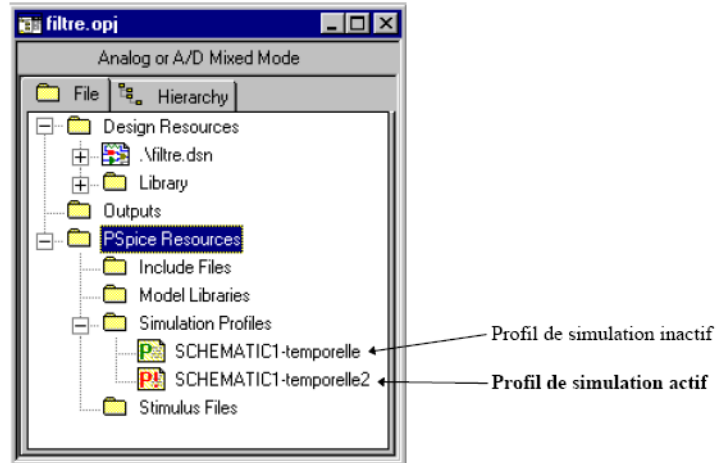 filtre.opj
Analog or A/D Mixed Mode
File Hierarchy
Design Resources
.\filtre.dsn
Library
Outputs
PSpice Resources
Include Files
Model Libraries
Simulation Profiles
SCHEMATIC1-temporelle
Profil de simulation inactif
SCHEMATIC1-temporelle2
Profil de simulation actif
Stimulus Files